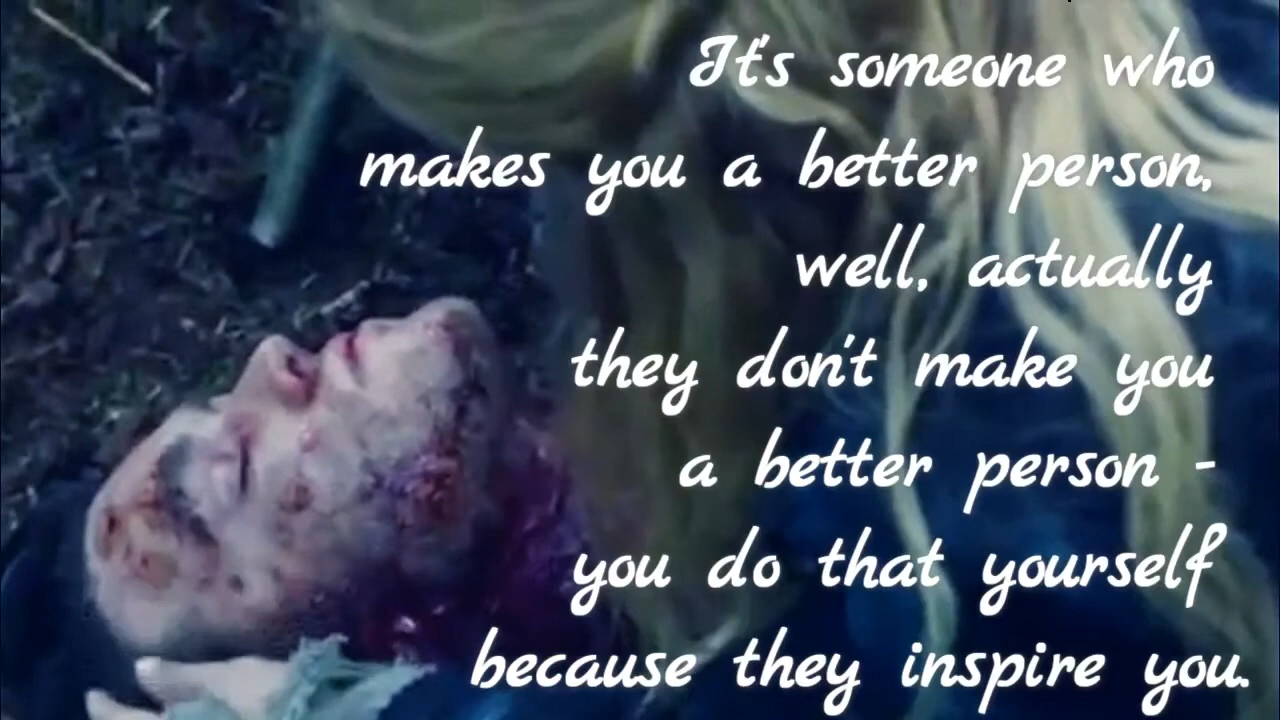 It's someone who
makes you a better person,
well, actually
they don't make you
a better person -
you do that yourself
because they inspire you.